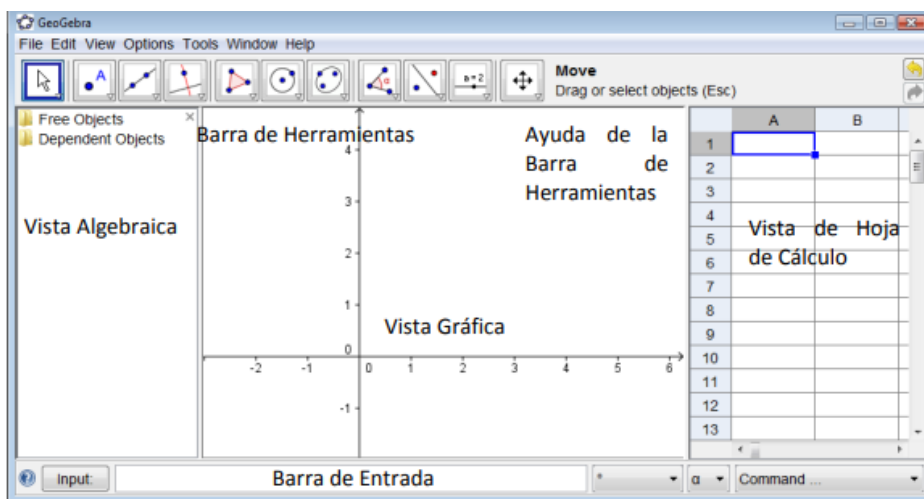 GeoGebra
File Edit View Options Tools Window Help
A
α
a=2
Move
Drag or select objects (Esc)
Free Objects
Dependent Objects
Barra de Herramientas
Ayuda de la
Barra de
Herramientas
Vista Algebraica
Vista Gráfica
4
3
2
1
0
-1
-2 -1 0 1 2 3 4 5 6
A B
1
2
3
4
5
6
7
8
9
10
11
12
13
Vista de Hoja
de Cálculo
Input: Barra de Entrada ° α Command ...